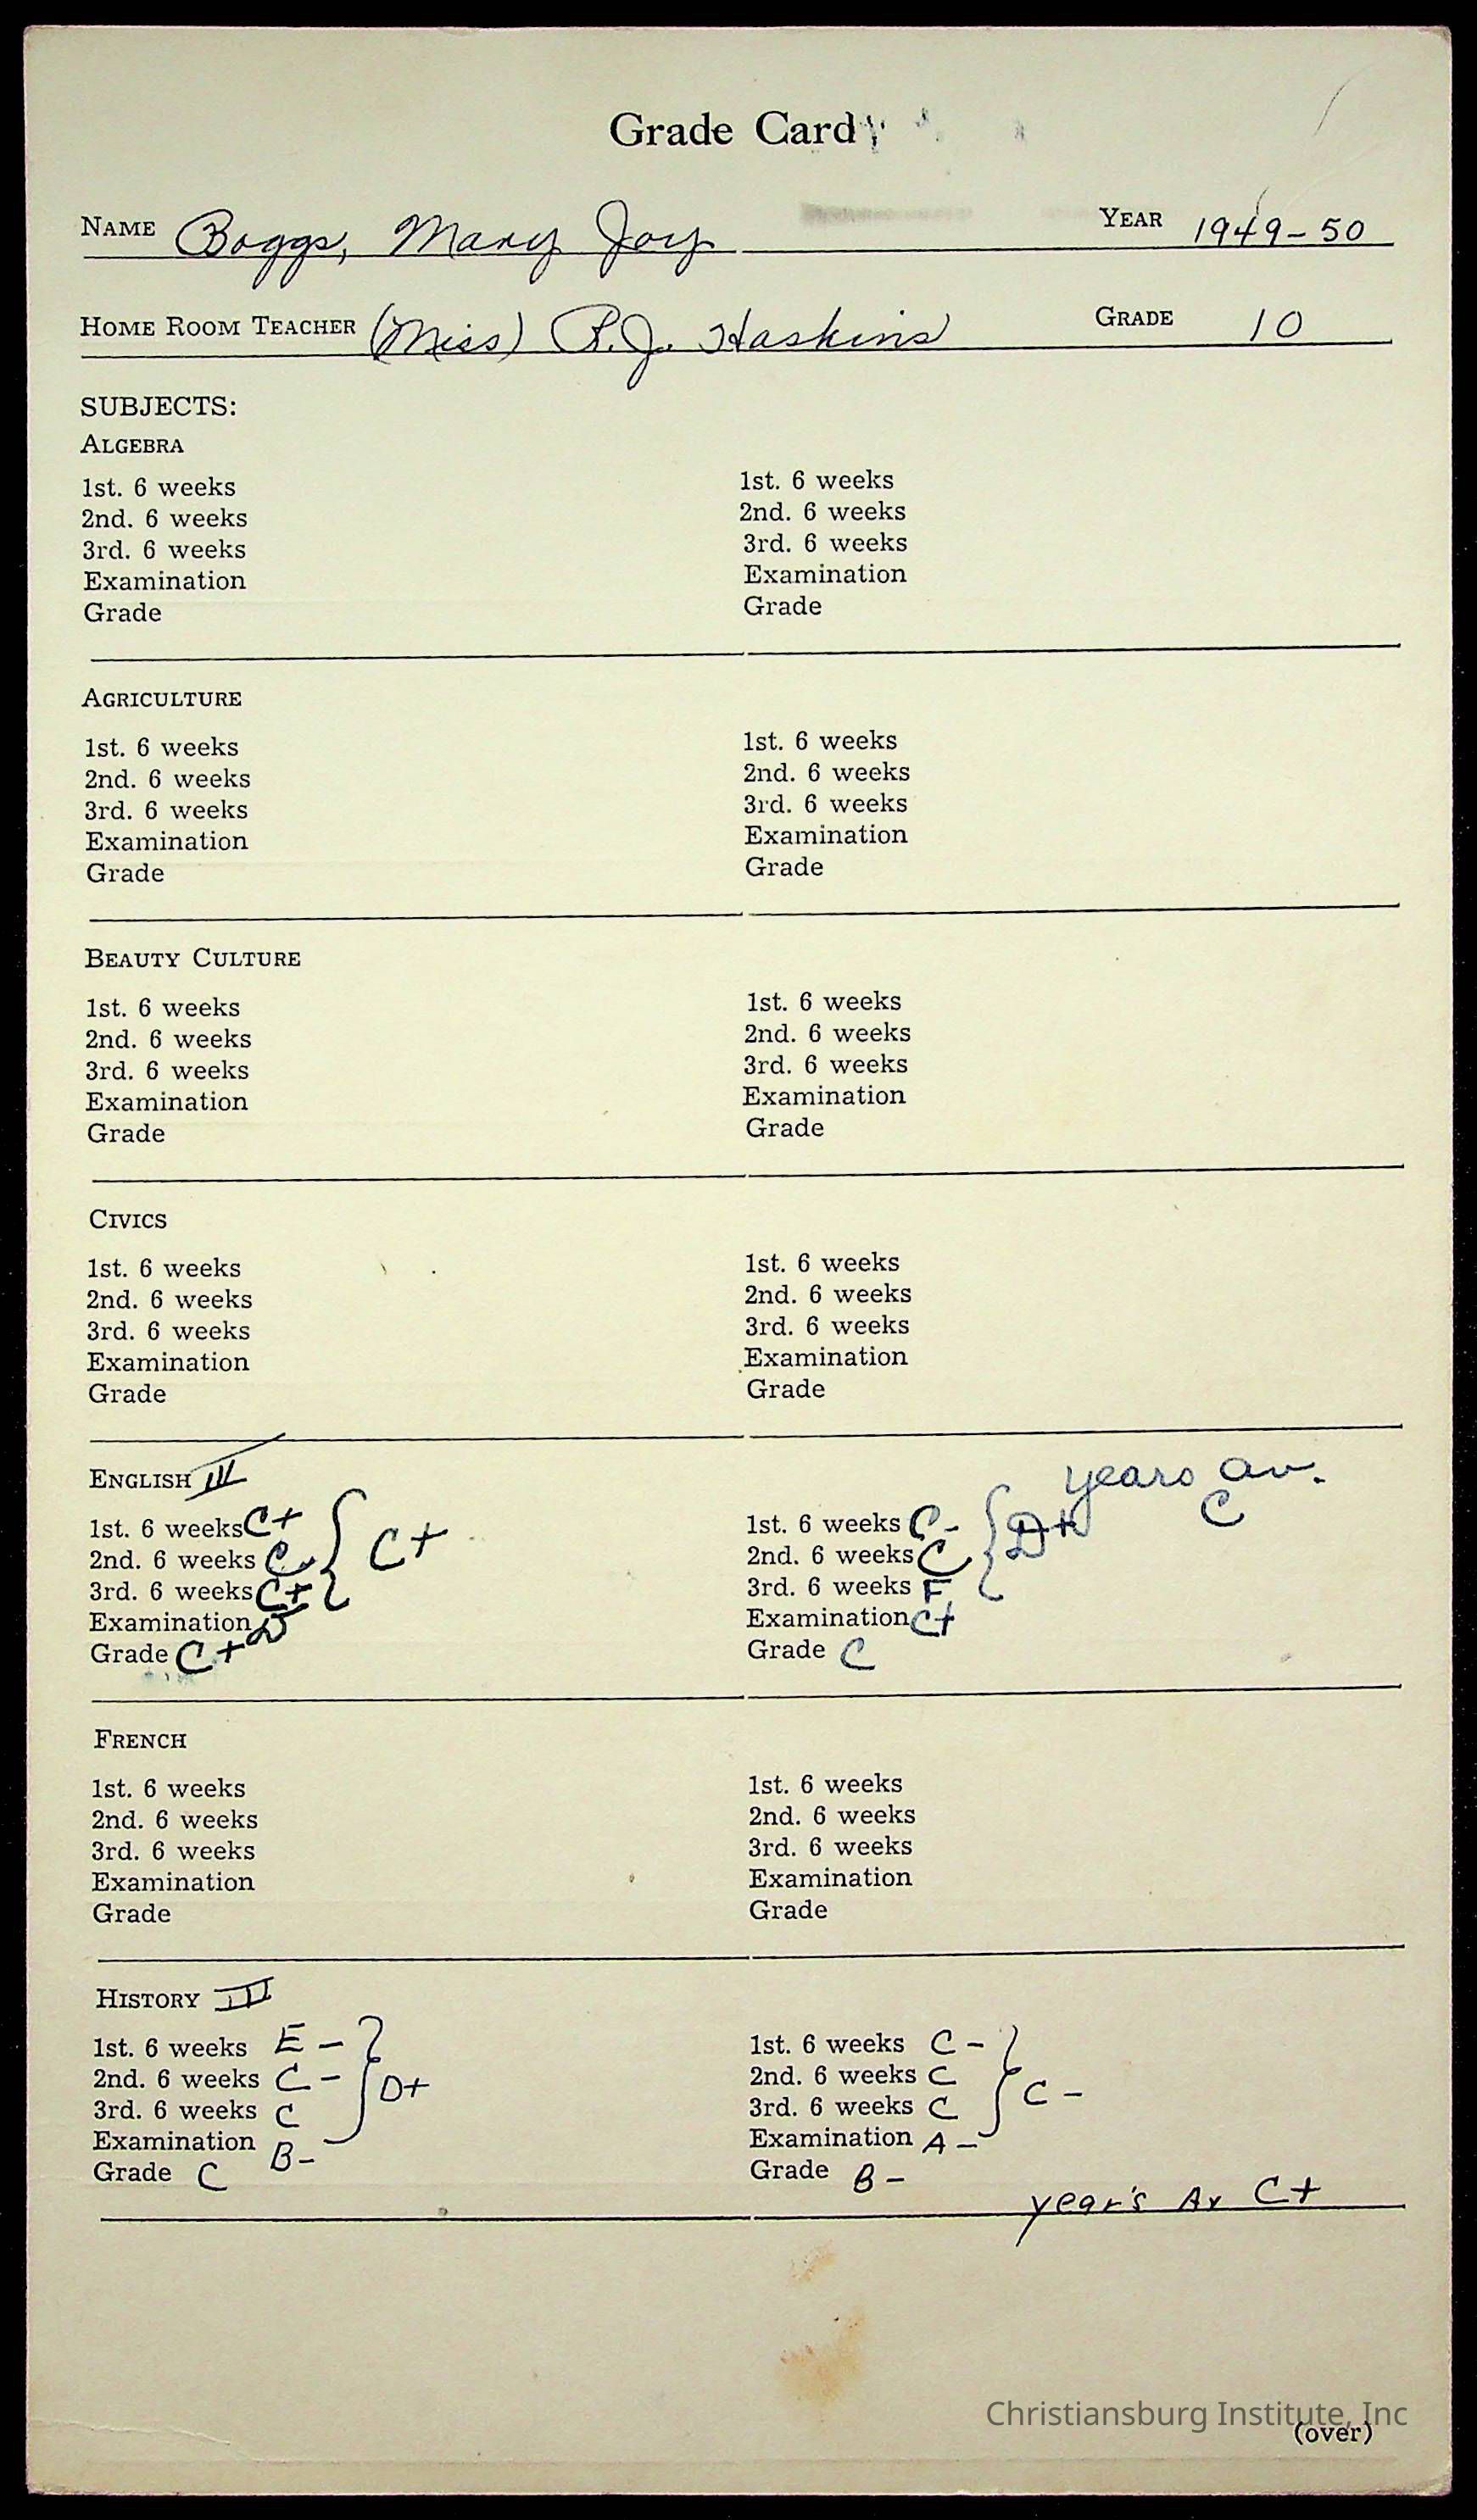 Grade Card
NAME Boggs, Mary Joy YEAR 1949-50
HOME ROOM TEACHER (Miss) R.J. Haskins GRADE 10
SUBJECTS:
ALGEBRA
1st. 6 weeks 1st. 6 weeks
2nd. 6 weeks 2nd. 6 weeks
3rd. 6 weeks 3rd. 6 weeks
Examination Examination
Grade Grade
AGRICULTURE
1st. 6 weeks 1st. 6 weeks
2nd. 6 weeks 2nd. 6 weeks
3rd. 6 weeks 3rd. 6 weeks
Examination Examination
Grade Grade
BEAUTY CULTURE
1st. 6 weeks 1st. 6 weeks
2nd. 6 weeks 2nd. 6 weeks
3rd. 6 weeks 3rd. 6 weeks
Examination Examination
Grade Grade
CIVICS
1st. 6 weeks 1st. 6 weeks
2nd. 6 weeks 2nd. 6 weeks
3rd. 6 weeks 3rd. 6 weeks
Examination Examination
Grade Grade
ENGLISH III years av.
1st. 6 weeks C+ 1st. 6 weeks C- D+ C
2nd. 6 weeks C C+ 2nd. 6 weeks C
3rd. 6 weeks C+ 3rd. 6 weeks F
Examination D Examination C+
Grade C+ Grade C
FRENCH
1st. 6 weeks 1st. 6 weeks
2nd. 6 weeks 2nd. 6 weeks
3rd. 6 weeks 3rd. 6 weeks
Examination Examination
Grade Grade
HISTORY III
1st. 6 weeks E - 1st. 6 weeks C -
2nd. 6 weeks C - D+ 2nd. 6 weeks C C -
3rd. 6 weeks C 3rd. 6 weeks C
Examination B- Examination A -
Grade C Grade B -
year's Av C+
Christiansburg Institute, Inc
(over)